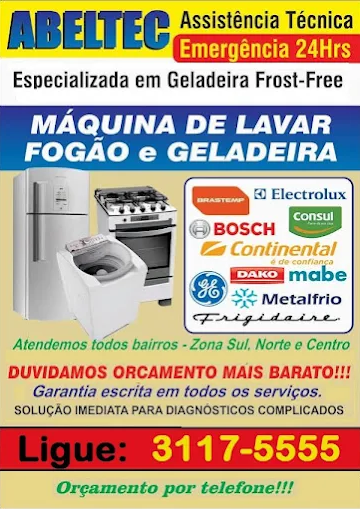 ABELTEC Assistência Técnica
Emergência 24Hrs
Especializada em Geladeira Frost-Free
MÁQUINA DE LAVAR
FOGÃO e GELADEIRA
BRASTEMP Electrolux
BOSCH Consul
Continental
é de confiança
DAKO mabe
GE Metalfrio
Frigidaire
Atendemos todos bairros - Zona Sul, Norte e Centro
DUVIDAMOS ORCAMENTO MAIS BARATO!!!
Garantia escrita em todos os serviços.
SOLUÇÃO IMEDIATA PARA DIAGNÓSTICOS COMPLICADOS
Ligue: 3117-5555
Orçamento por telefone!!!